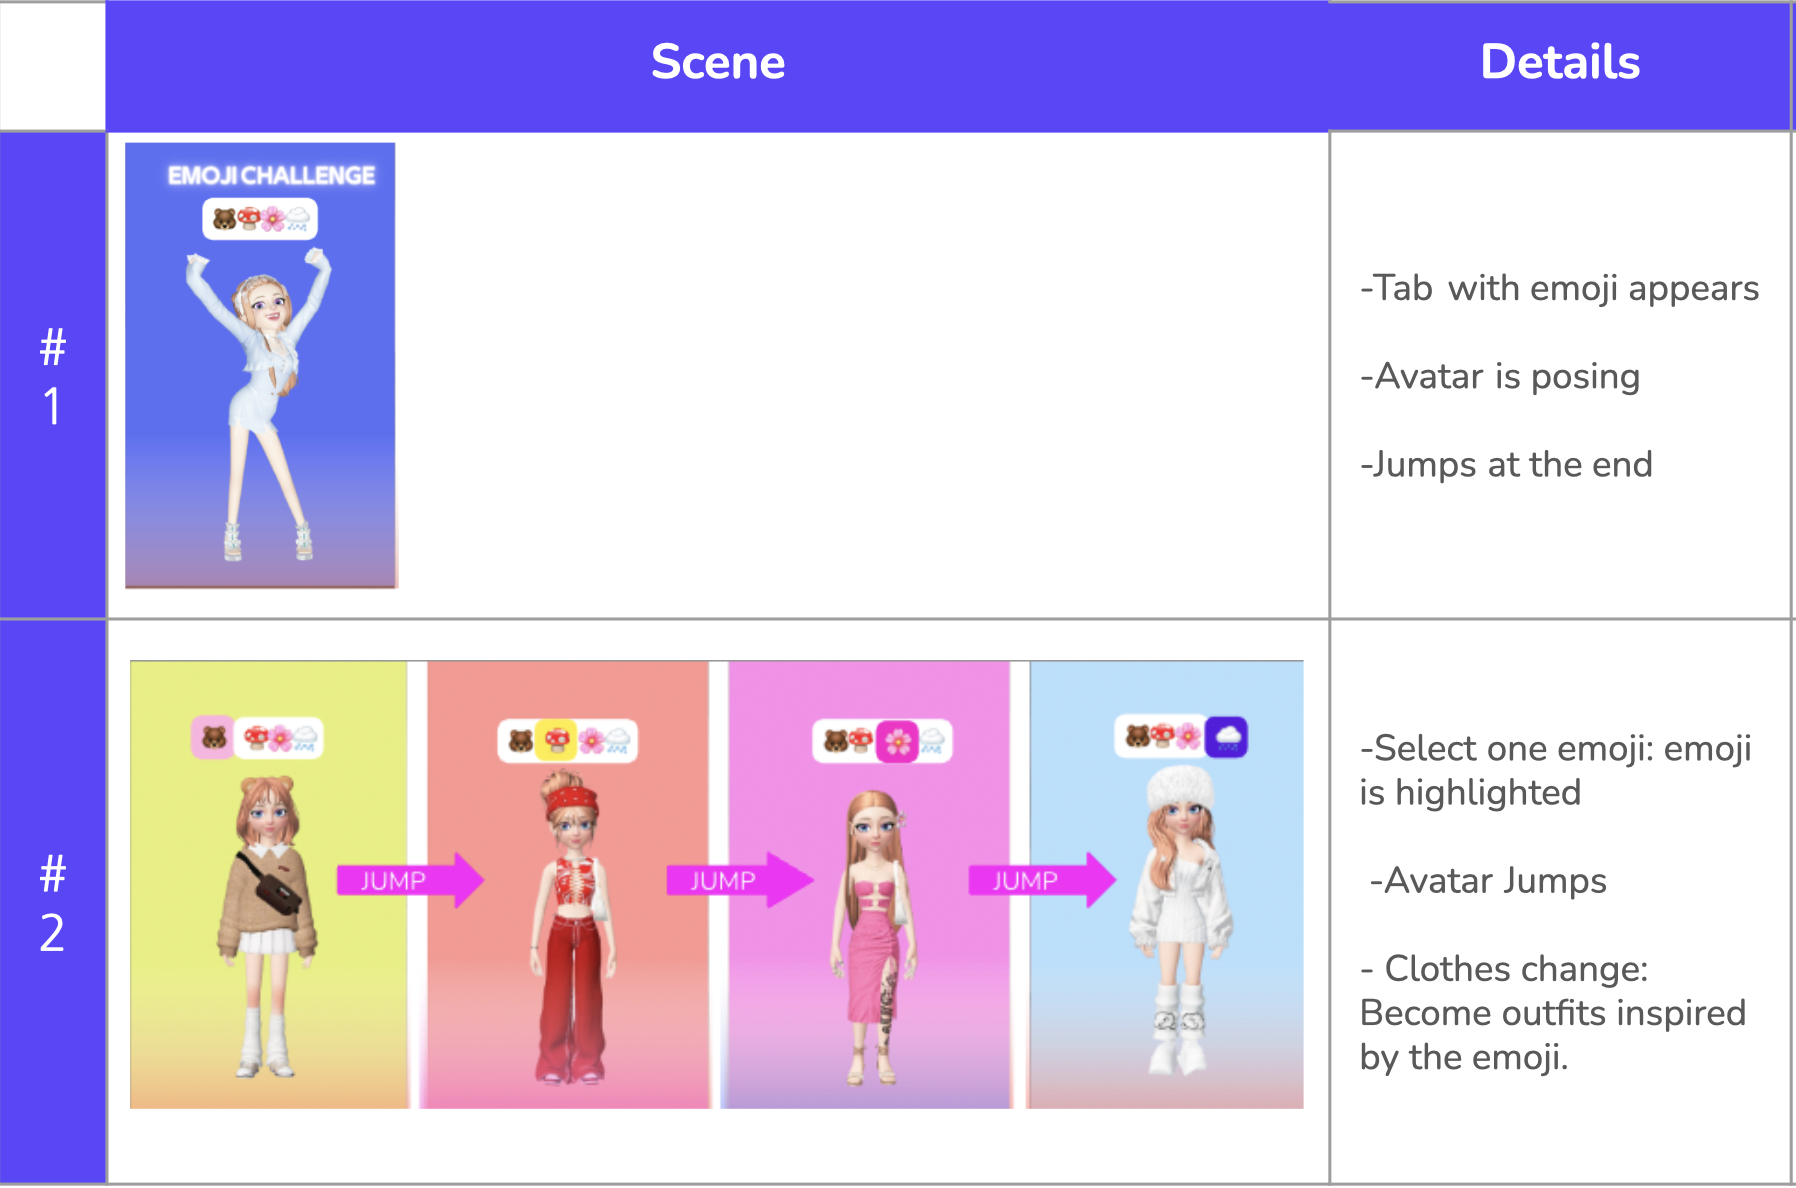 Scene
Details
#
1
EMOJI CHALLENGE
-Tab with emoji appears
-Avatar is posing
-Jumps at the end
#
2
JUMP
JUMP
JUMP
-Select one emoji: emoji
is highlighted
-Avatar Jumps
- Clothes change:
Become outfits inspired
by the emoji.